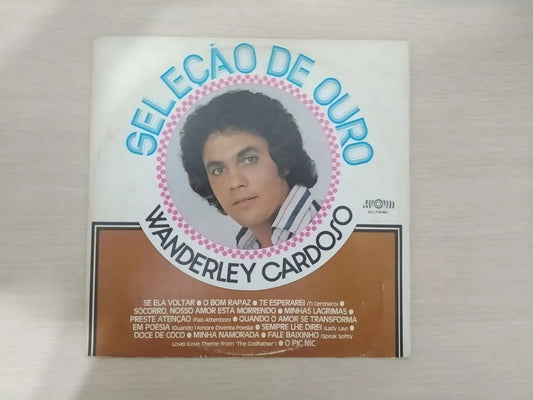 SELEÇÃO DE OURO
WANDERLEY CARDOSO
SE ELA VOLTAR ● O BOM RAPAZ ● TE ESPERAREI (Ti Cerchero) ●
SOCORRO, NOSSO AMOR ESTÁ MORRENDO ● MINHAS LÁGRIMAS ●
PRESTE ATENÇÃO (Fais Attention) ● QUANDO O AMOR SE TRANSFORMA
EM POESIA (Quando l'Amore Diventa Poesia) ● SEMPRE LHE DIREI (Lady Lay) ●
DOCE DE COCO ● MINHA NAMORADA ● FALE BAIXINHO (Speak Softly
Love) (Love Theme From "The Godfather") ● O PIC.NIC